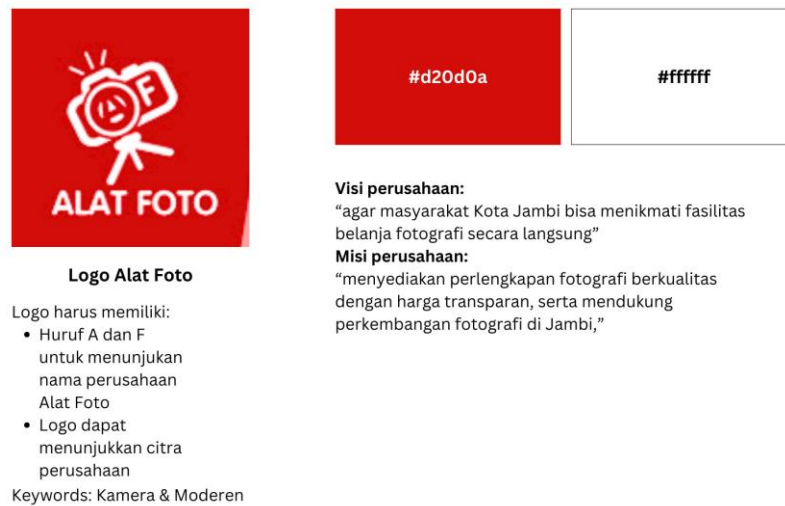 AF
ALAT FOTO
Logo Alat Foto
Logo harus memiliki:
• Huruf A dan F
untuk menunjukan
nama perusahaan
Alat Foto
• Logo dapat
menunjukkan citra
perusahaan
Keywords: Kamera & Moderen
#d20d0a
#ffffff
Visi perusahaan:
“agar masyarakat Kota Jambi bisa menikmati fasilitas
belanja fotografi secara langsung”
Misi perusahaan:
“menyediakan perlengkapan fotografi berkualitas
dengan harga transparan, serta mendukung
perkembangan fotografi di Jambi,”